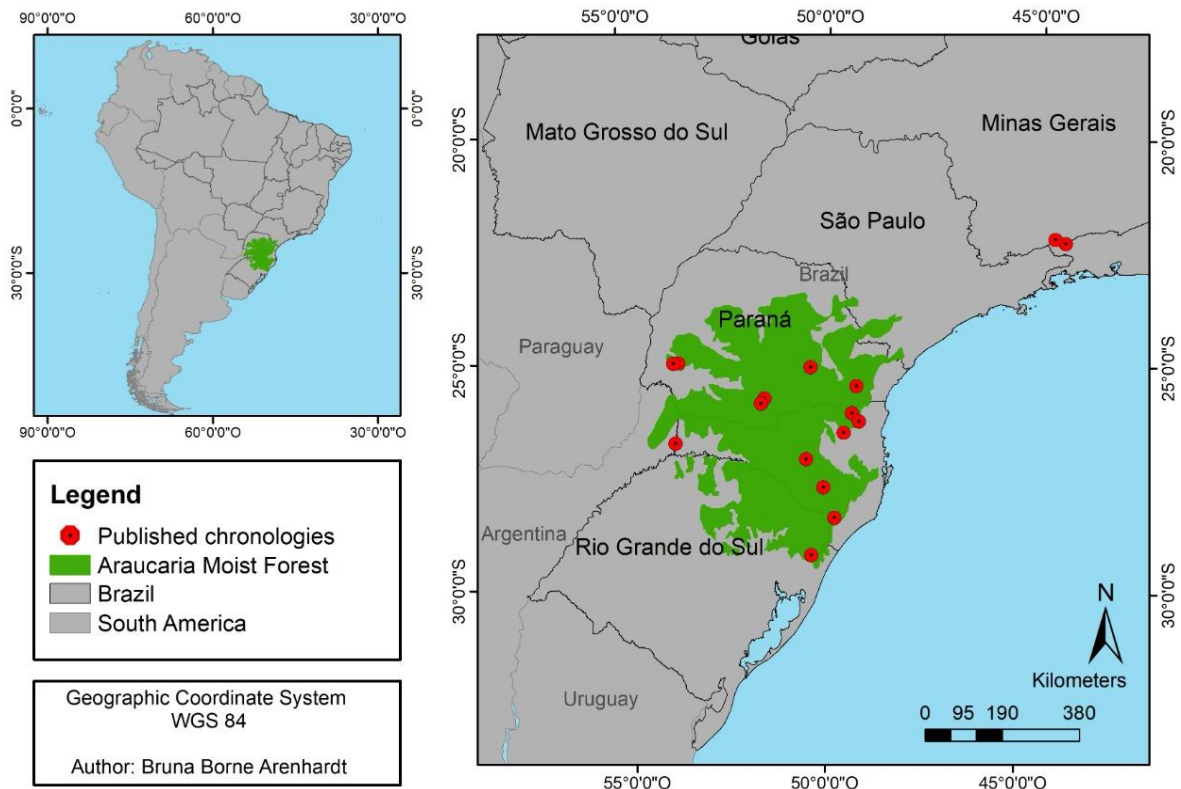 90°0'0"O 60°0'0"O 30°0'0"O
0°0'0" 30°0'0"S
0°0'0" 30°0'0"S
90°0'0"O 60°0'0"O 30°0'0"O
Legend
Published chronologies
Araucaria Moist Forest
Brazil
South America
Geographic Coordinate System
WGS 84
Author: Bruna Borne Arenhardt
55°0'0"O 50°0'0"O 45°0'0"O
20°0'0"S 25°0'0"S 30°0'0"S
Goiás
Mato Grosso do Sul
Minas Gerais
São Paulo
Brazil
Paraná
Paraguay
Argentina
Rio Grande do Sul
Uruguay
N
Kilometers
0 95 190 380
20°0'0"S 25°0'0"S 30°0'0"S
55°0'0"O 50°0'0"O 45°0'0"O